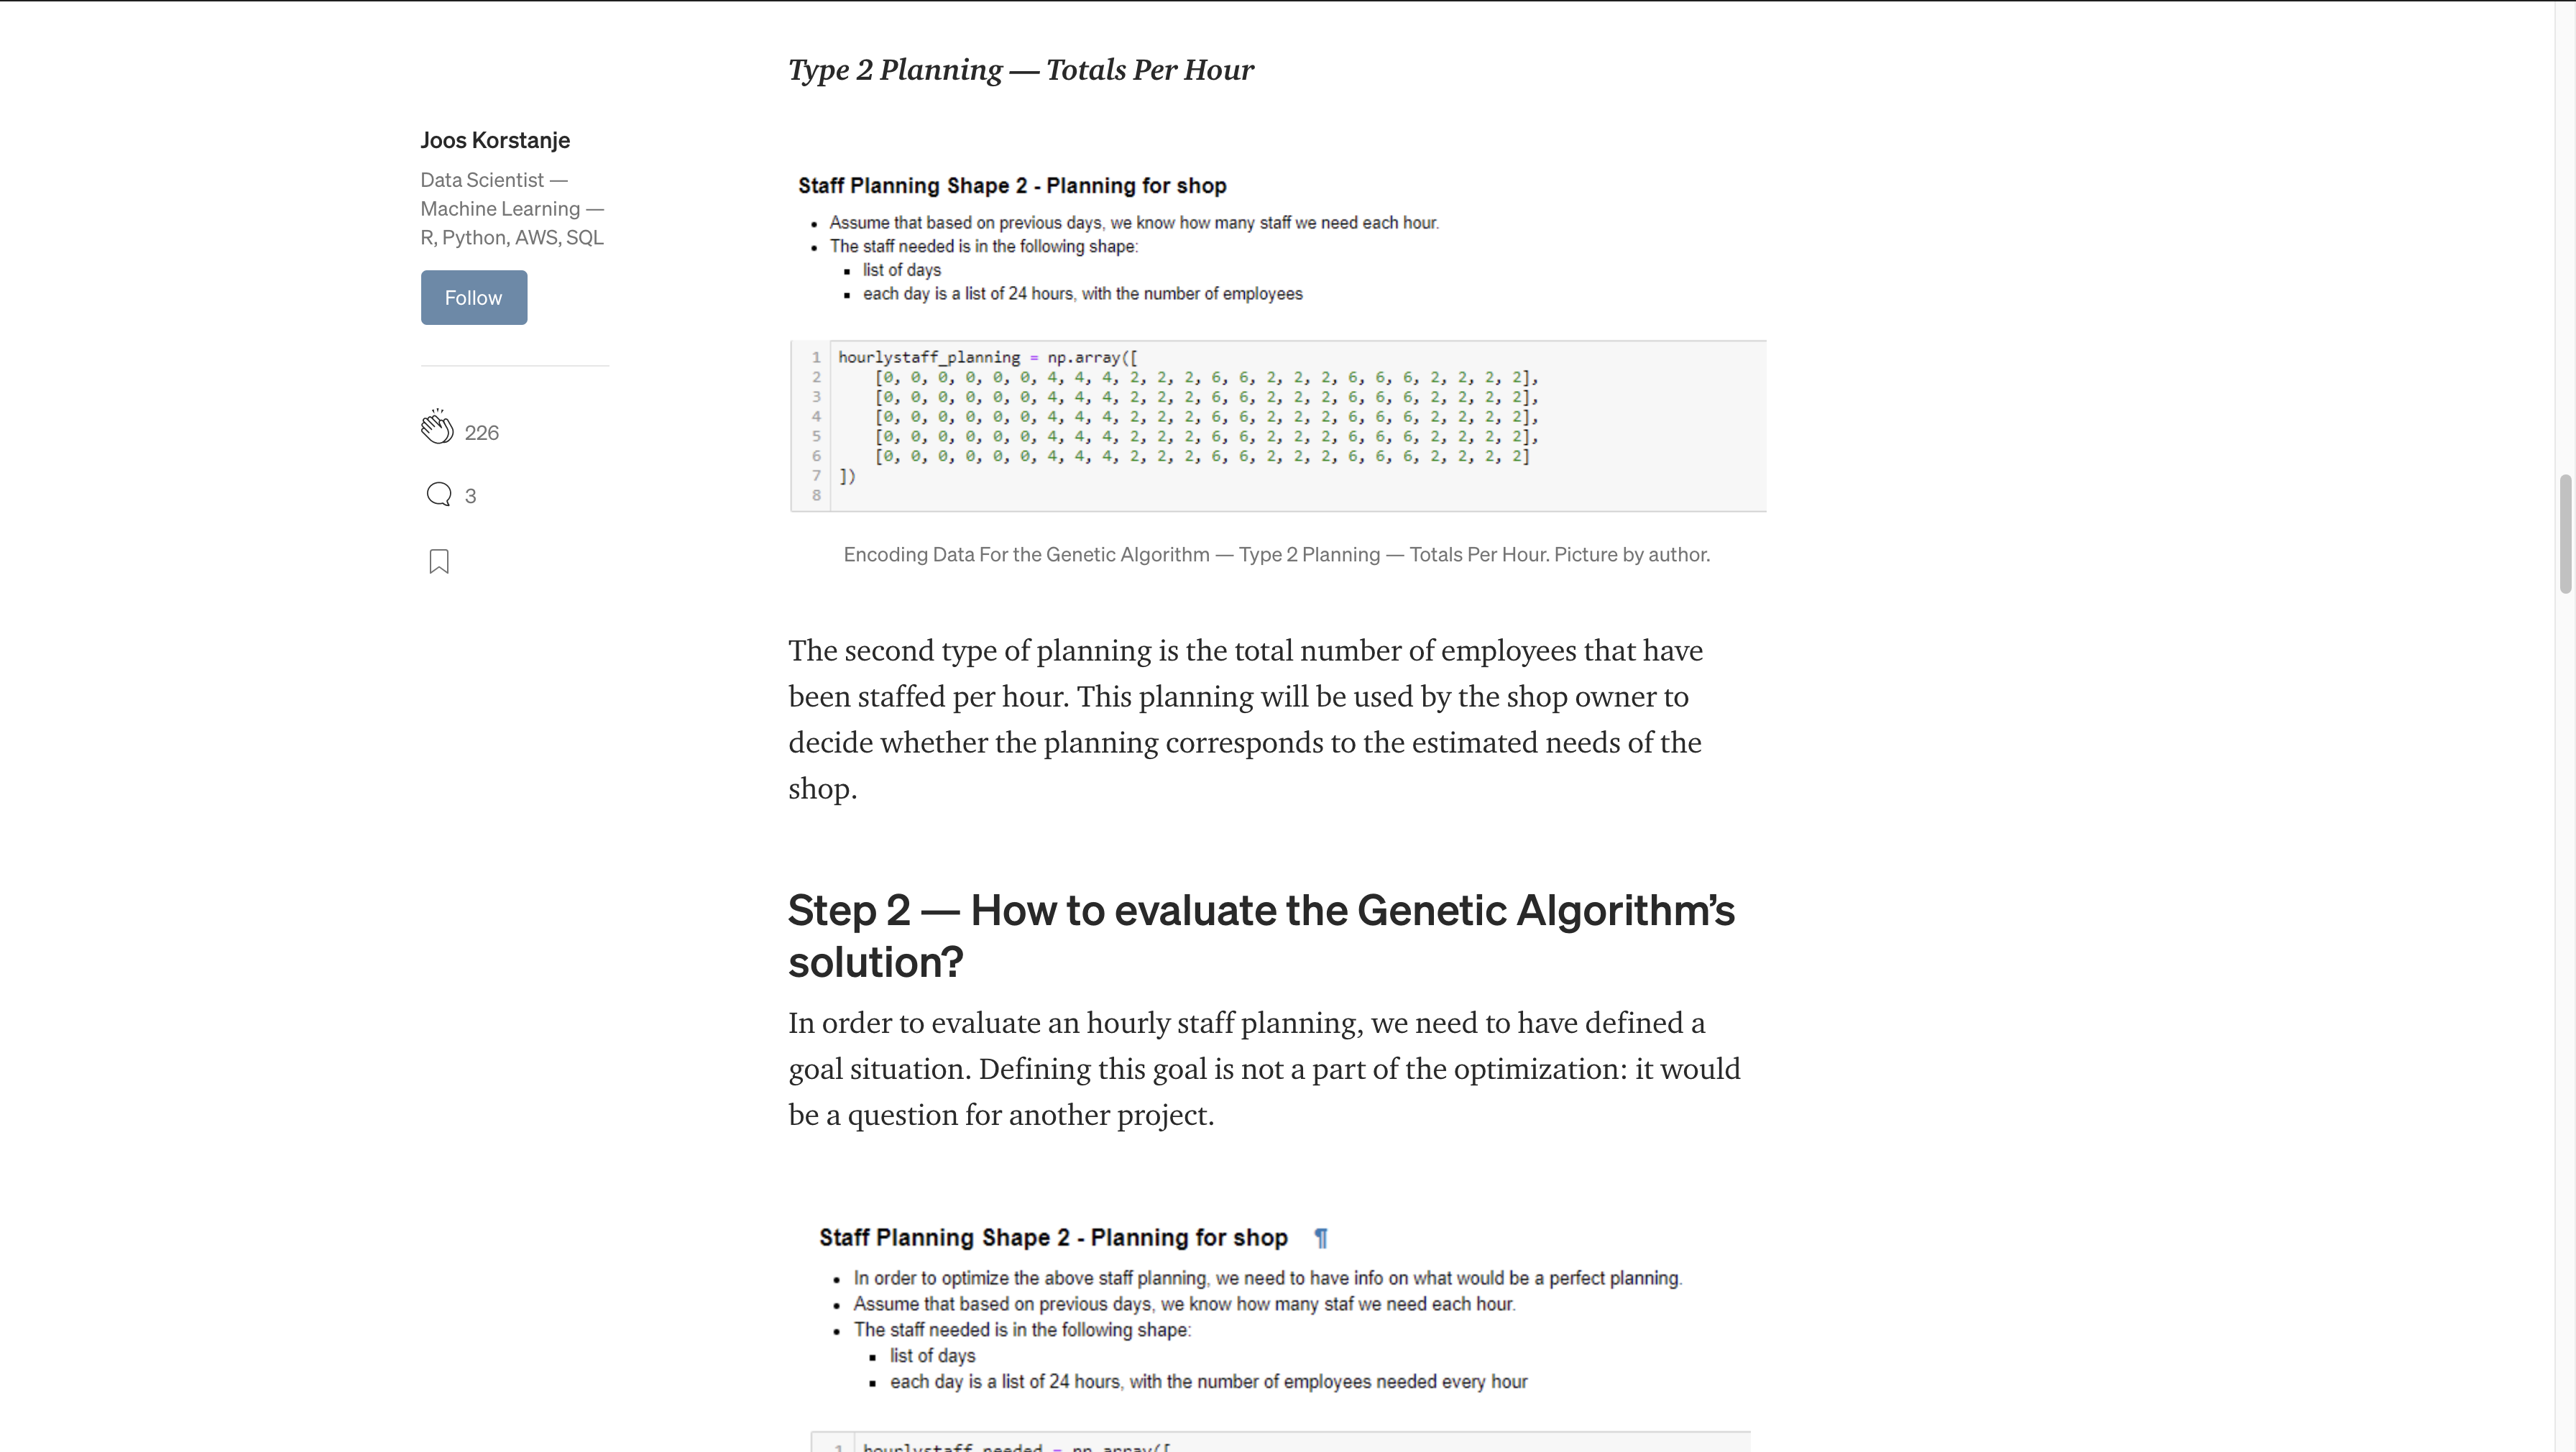 Type 2 Planning — Totals Per Hour
Joos Korstanje
Data Scientist —
Machine Learning —
R, Python, AWS, SQL
Follow
226
3
Staff Planning Shape 2 - Planning for shop
• Assume that based on previous days, we know how many staff we need each hour.
• The staff needed is in the following shape:
▪ list of days
▪ each day is a list of 24 hours, with the number of employees
1 hourlystaff_planning = np.array([
2 [0, 0, 0, 0, 0, 0, 4, 4, 4, 2, 2, 2, 6, 6, 2, 2, 2, 6, 6, 6, 2, 2, 2, 2],
3 [0, 0, 0, 0, 0, 0, 4, 4, 4, 2, 2, 2, 6, 6, 2, 2, 2, 6, 6, 6, 2, 2, 2, 2],
4 [0, 0, 0, 0, 0, 0, 4, 4, 4, 2, 2, 2, 6, 6, 2, 2, 2, 6, 6, 6, 2, 2, 2, 2],
5 [0, 0, 0, 0, 0, 0, 4, 4, 4, 2, 2, 2, 6, 6, 2, 2, 2, 6, 6, 6, 2, 2, 2, 2],
6 [0, 0, 0, 0, 0, 0, 4, 4, 4, 2, 2, 2, 6, 6, 2, 2, 2, 6, 6, 6, 2, 2, 2, 2]
7 ])
8
Encoding Data For the Genetic Algorithm — Type 2 Planning — Totals Per Hour. Picture by author.
The second type of planning is the total number of employees that have
been staffed per hour. This planning will be used by the shop owner to
decide whether the planning corresponds to the estimated needs of the
shop.
Step 2 — How to evaluate the Genetic Algorithm’s
solution?
In order to evaluate an hourly staff planning, we need to have defined a
goal situation. Defining this goal is not a part of the optimization: it would
be a question for another project.
Staff Planning Shape 2 - Planning for shop ¶
• In order to optimize the above staff planning, we need to have info on what would be a perfect planning.
• Assume that based on previous days, we know how many staf we need each hour.
• The staff needed is in the following shape:
▪ list of days
▪ each day is a list of 24 hours, with the number of employees needed every hour
1 hourlystaff_needed = np.array([